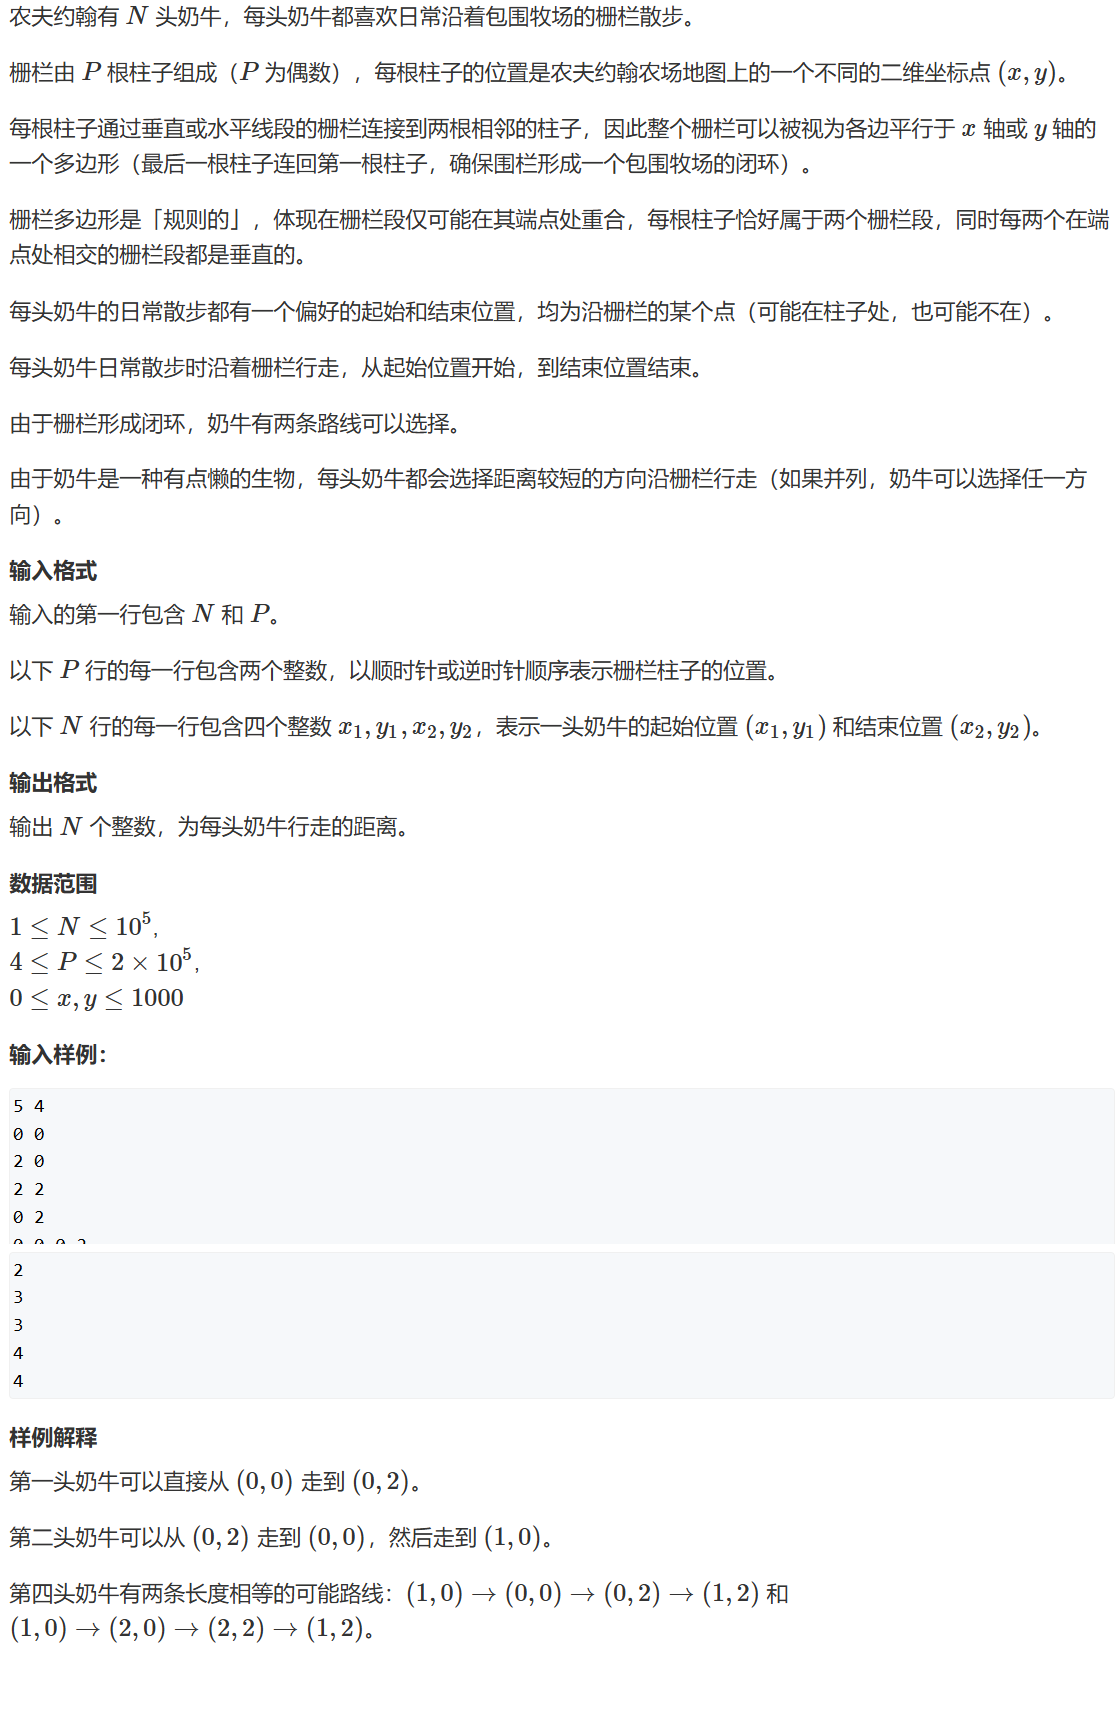 农夫约翰有 N 头奶牛，每头奶牛都喜欢日常沿着包围牧场的栅栏散步。
栅栏由 P 根柱子组成（P 为偶数），每根柱子的位置是农夫约翰农场地图上的一个不同的二维坐标点 (x, y)。
每根柱子通过垂直或水平线段的栅栏连接到两根相邻的柱子，因此整个栅栏可以被视为各边平行于 x 轴或 y 轴的
一个多边形（最后一根柱子连回第一根柱子，确保围栏形成一个包围牧场的闭环）。
栅栏多边形是「规则的」，体现在栅栏段仅可能在其端点处重合，每根柱子恰好属于两个栅栏段，同时每两个在端
点处相交的栅栏段都是垂直的。
每头奶牛的日常散步都有一个偏好的起始和结束位置，均为沿栅栏的某个点（可能在柱子处，也可能不在）。
每头奶牛日常散步时沿着栅栏行走，从起始位置开始，到结束位置结束。
由于栅栏形成闭环，奶牛有两条路线可以选择。
由于奶牛是一种有点懒的生物，每头奶牛都会选择距离较短的方向沿栅栏行走（如果并列，奶牛可以选择任一方
向）。
输入格式
输入的第一行包含 N 和 P。
以下 P 行的每一行包含两个整数，以顺时针或逆时针顺序表示栅栏柱子的位置。
以下 N 行的每一行包含四个整数 x₁, y₁, x₂, y₂，表示一头奶牛的起始位置 (x₁, y₁) 和结束位置 (x₂, y₂)。
输出格式
输出 N 个整数，为每头奶牛行走的距离。
数据范围
1 ≤ N ≤ 10⁵,
4 ≤ P ≤ 2 × 10⁵,
0 ≤ x, y ≤ 1000
输入样例：
5 4
0 0
2 0
2 2
0 2
0 0 0 2
2
3
3
4
4
样例解释
第一头奶牛可以直接从 (0, 0) 走到 (0, 2)。
第二头奶牛可以从 (0, 2) 走到 (0, 0)，然后走到 (1, 0)。
第四头奶牛有两条长度相等的可能路线：(1, 0) → (0, 0) → (0, 2) → (1, 2) 和
(1, 0) → (2, 0) → (2, 2) → (1, 2)。